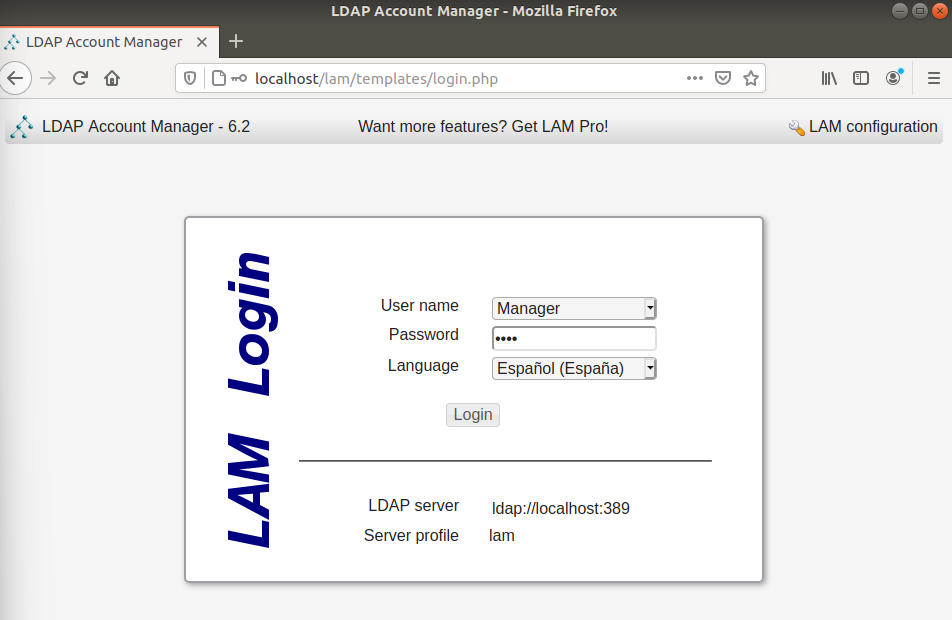 LDAP Account Manager - Mozilla Firefox
LDAP Account Manager
localhost/lam/templates/login.php
LDAP Account Manager - 6.2 Want more features? Get LAM Pro! LAM configuration
LAM Login
User name Manager
Password ••••
Language Español (España)
Login
LDAP server ldap://localhost:389
Server profile lam